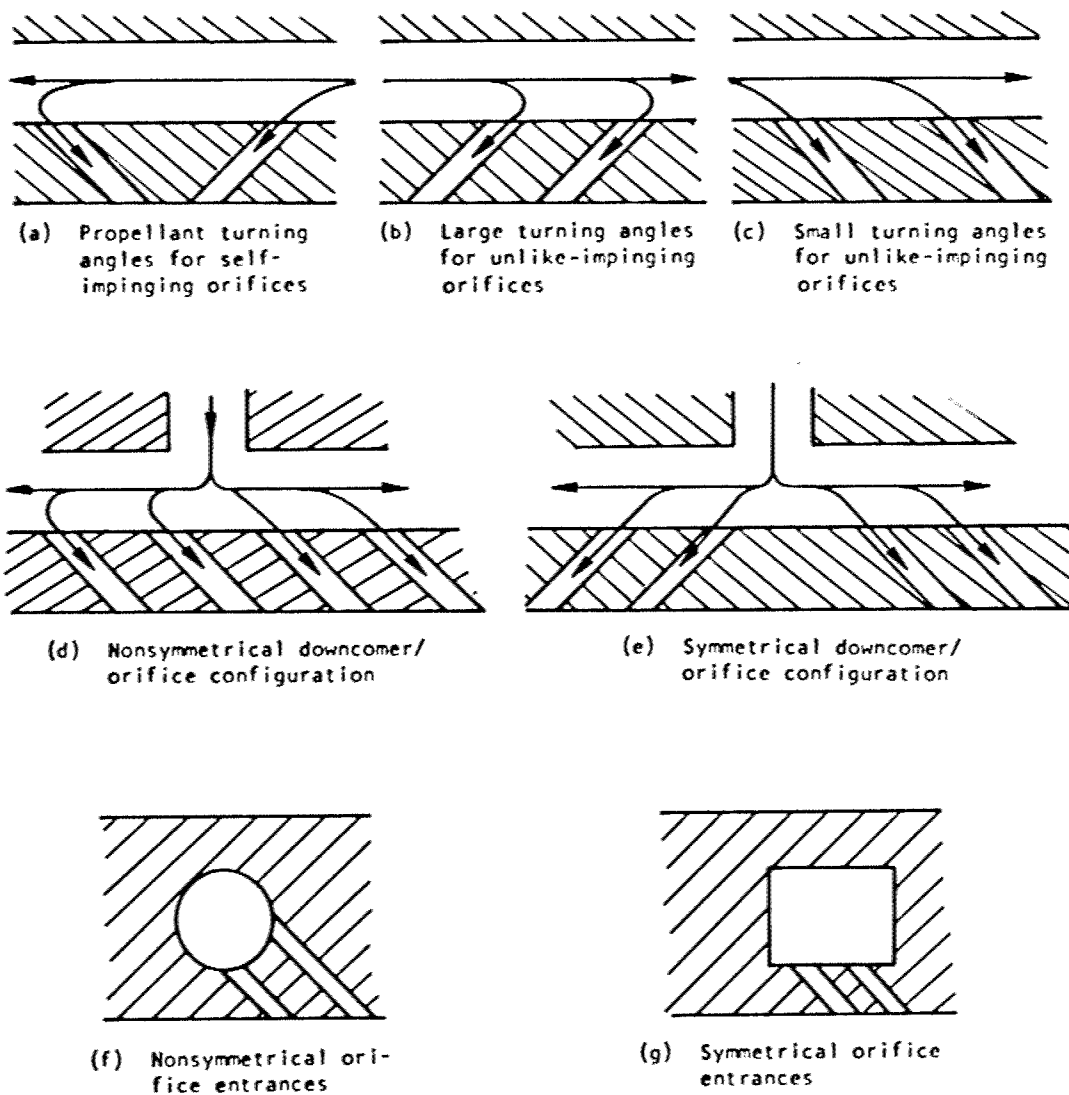 (a) Propellant turning
angles for self-
impinging orifices
(b) Large turning angles
for unlike-impinging
orifices
(c) Small turning angles
for unlike-impinging
orifices
(d) Nonsymmetrical downcomer/
orifice configuration
(e) Symmetrical downcomer/
orifice configuration
(f) Nonsymmetrical ori-
fice entrances
(g) Symmetrical orifice
entrances